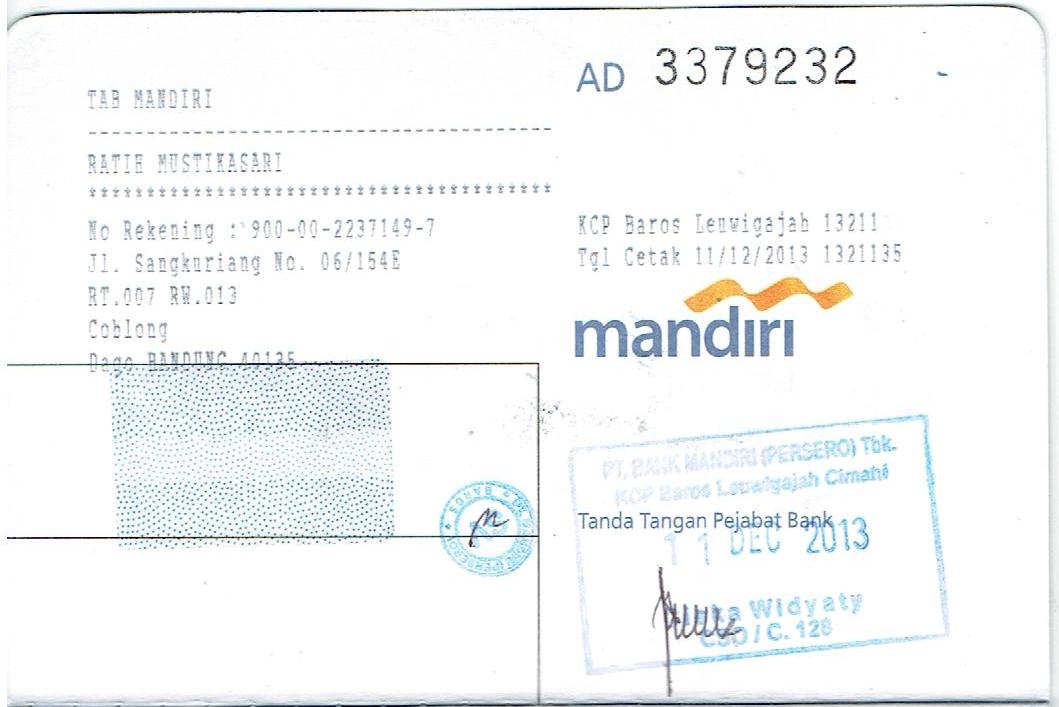 AD 3379232
TAB MANDIRI
----------------------------------------
RATIH MUSTIKASARI
****************************************
No Rekening : 900-00-2237149-7
Jl. Sangkuriang No. 06/154E
RT.007 RW.013
Coblong
Dago BANDUNG 40135
KCP Baros Leuwigajah 13211
Tgl Cetak 11/12/2013 1321135
mandiri
PT. BANK MANDIRI (PERSERO) Tbk.
KCP Baros Leuwigajah Cimahi
Tanda Tangan Pejabat Bank
11 DEC 2013
Widyaty
CSO / C. 128
BAROS
(PERSERO)